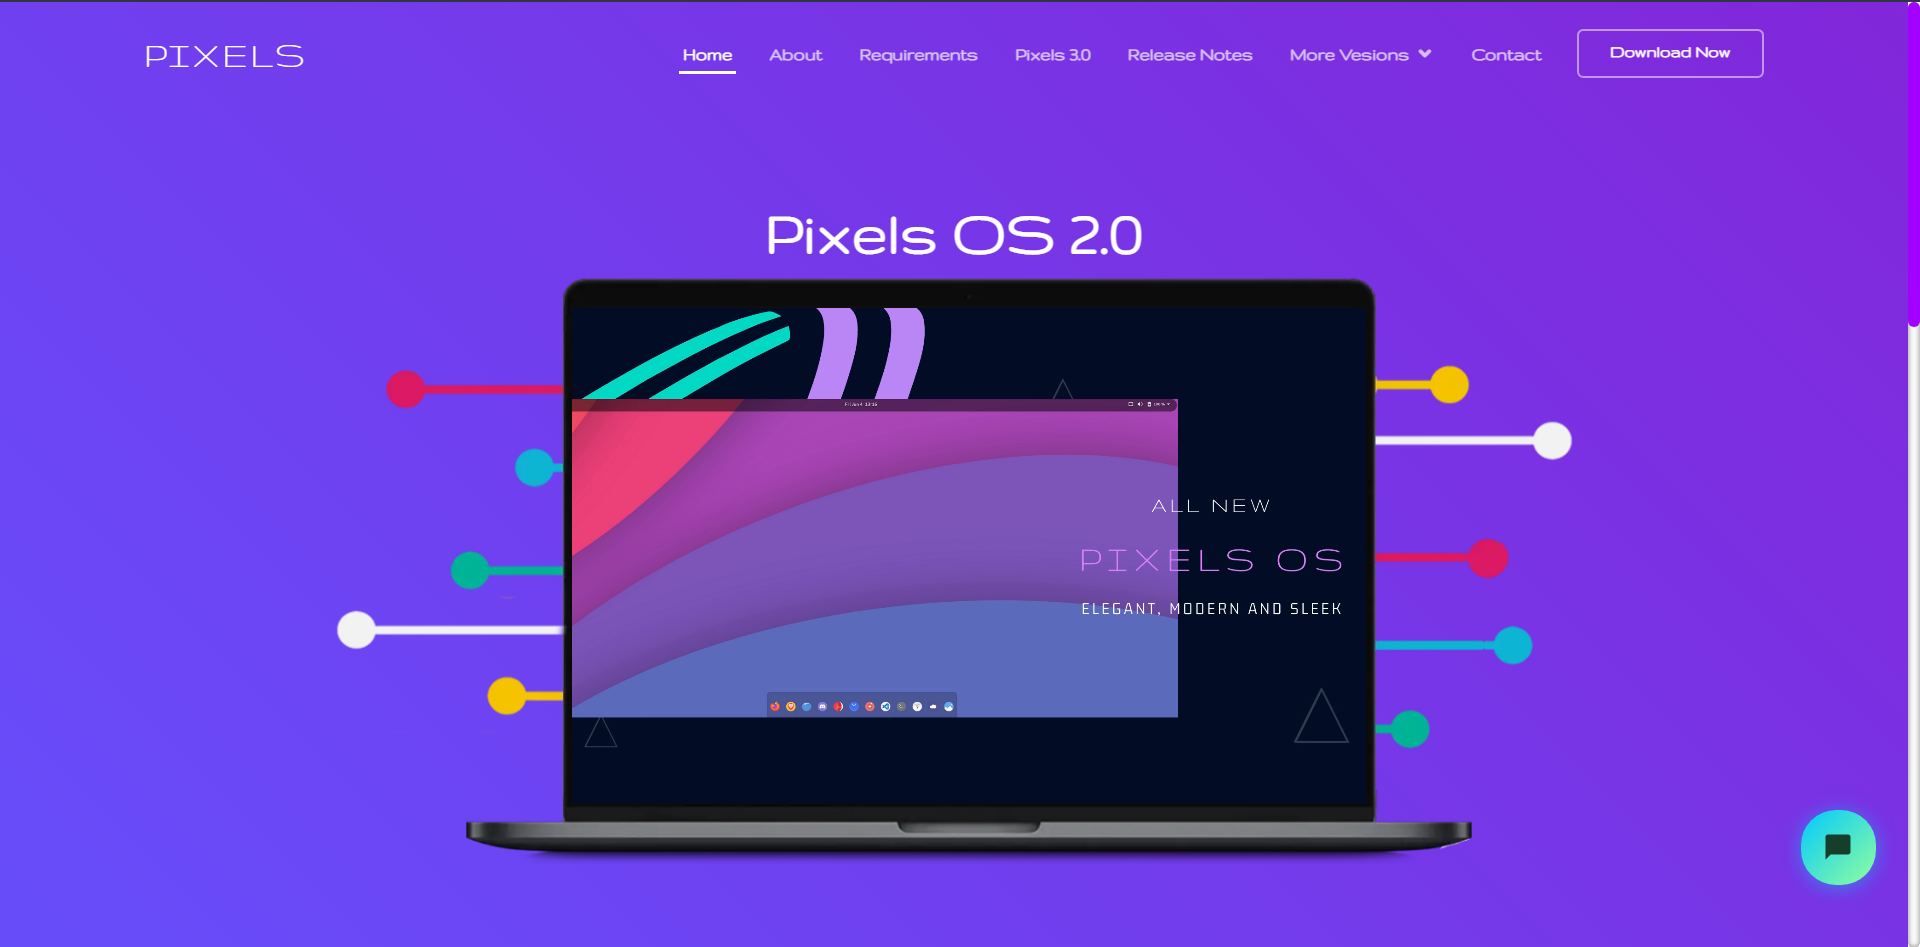 PIXELS
Home About Requirements Pixels 3.0 Release Notes More Vesions Contact Download Now
Pixels OS 2.0
ALL NEW
PIXELS OS
ELEGANT, MODERN AND SLEEK